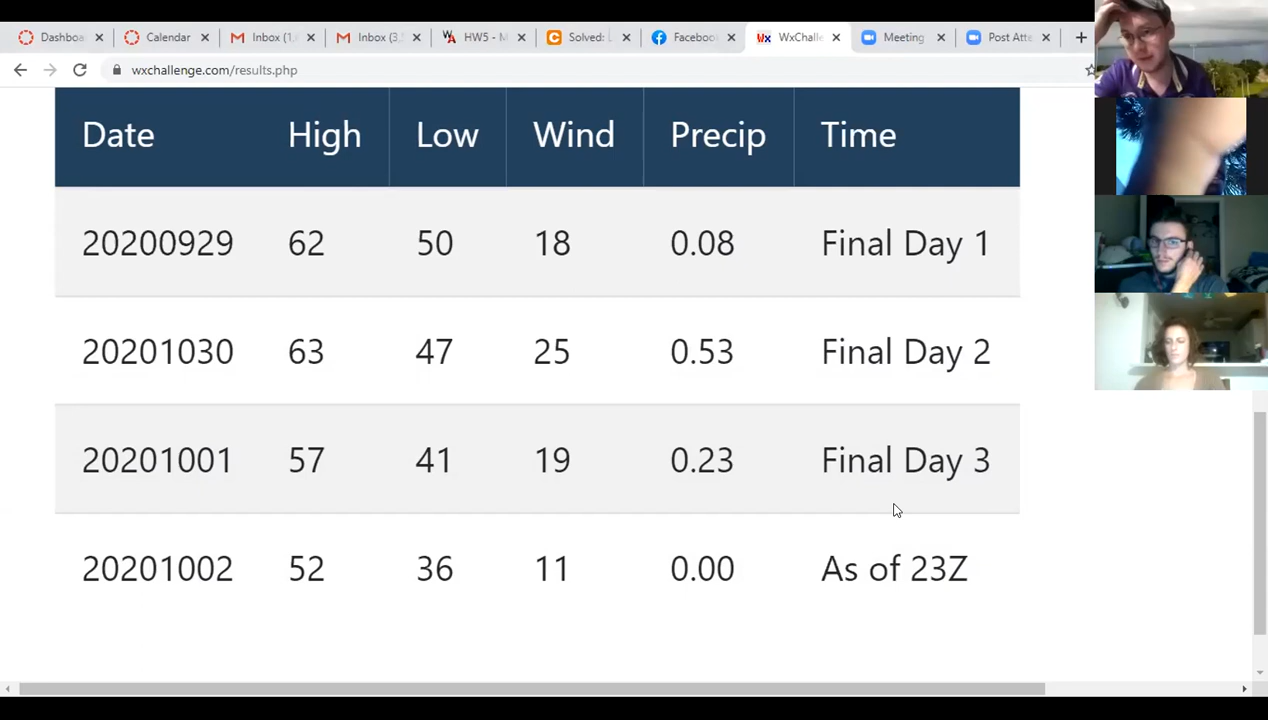 Dashboa Calendar Inbox (1, Inbox (3, HW5 - M Solved: Facebook WxChalle Meeting Post Atte
wxchallenge.com/results.php
Date High Low Wind Precip Time
20200929 62 50 18 0.08 Final Day 1
20201030 63 47 25 0.53 Final Day 2
20201001 57 41 19 0.23 Final Day 3
20201002 52 36 11 0.00 As of 23Z